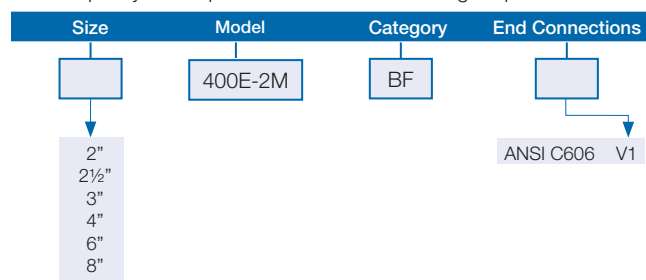 Size Model Category End Connections
400E-2M BF
2” ANSI C606 V1
2½”
3”
4”
6”
8”